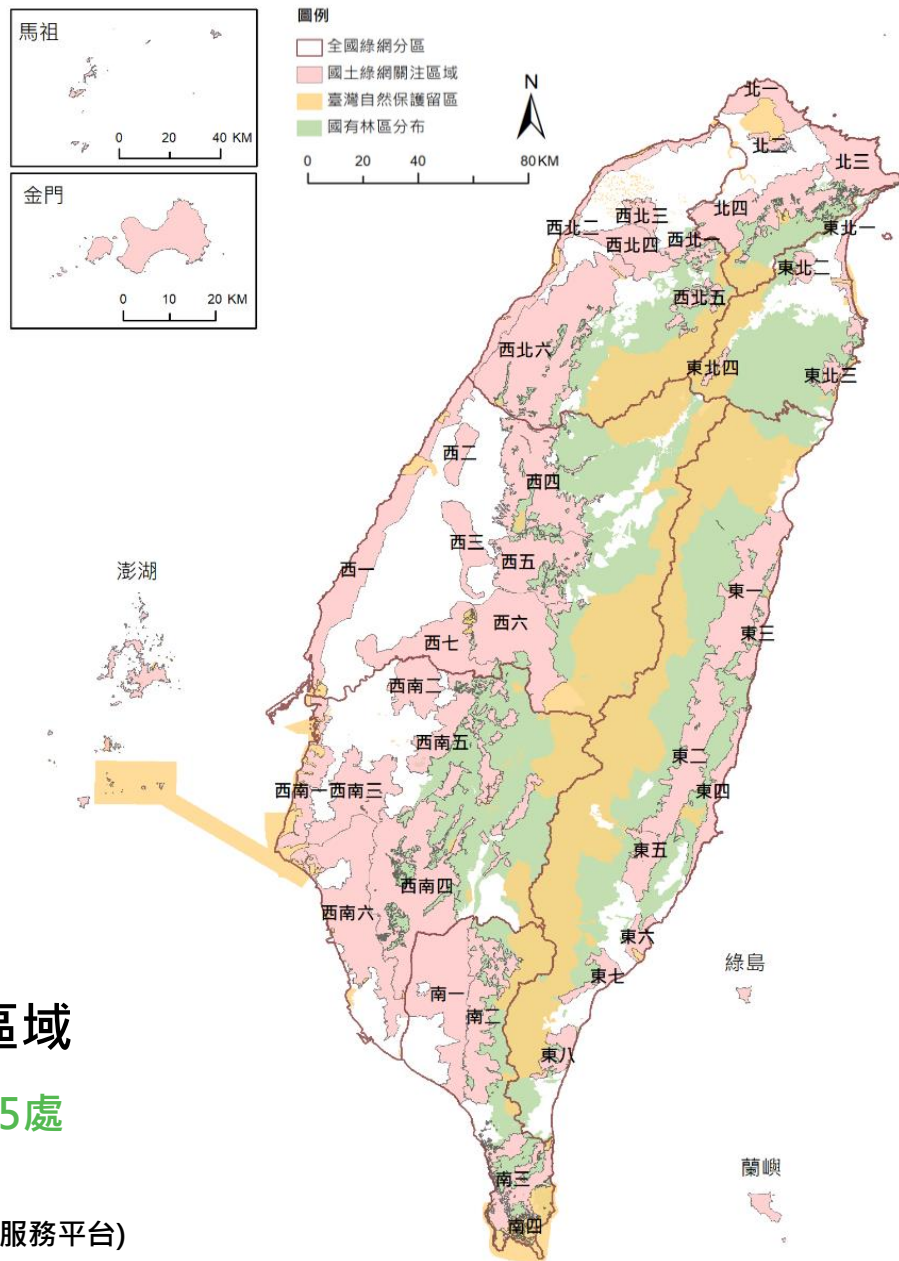 馬祖
0 20 40 KM
金門
0 10 20 KM
圖例
全國綠網分區
國土綠網關注區域
臺灣自然保護留區
國有林區分布
N
0 20 40 80 KM
北一
北二
北三
北四
西北三
西北二
西北四
西北一
東北一
東北二
西北五
西北六
東北四
東北三
西二
西四
西三
西五
西一
澎湖
東一
西六
東三
西七
西南二
西南五
東二
西南一
西南三
東四
東五
西南四
西南六
東六
東七
綠島
南一
南二
區域
東八
5處
蘭嶼
南三
南四
服務平台)